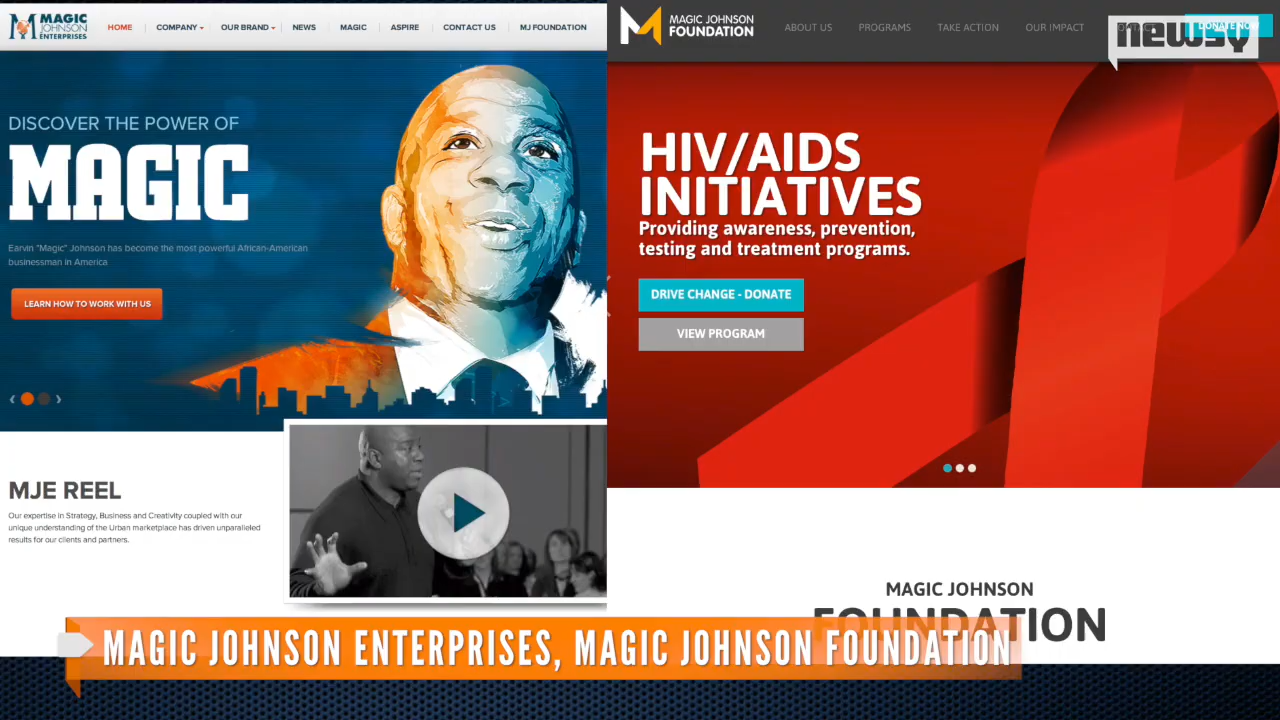 MAGIC
JOHNSON
ENTERPRISES
HOME
COMPANY
OUR BRAND
NEWS
MAGIC
ASPIRE
CONTACT US
MJ FOUNDATION
DISCOVER THE POWER OF
MAGIC
Earvin "Magic" Johnson has become the most powerful African-American
businessman in America
LEARN HOW TO WORK WITH US
MJE REEL
Our expertise in Strategy, Business and Creativity coupled with our
unique understanding of the Urban marketplace has driven unparalleled
results for our clients and partners.
MAGIC JOHNSON
FOUNDATION
ABOUT US
PROGRAMS
TAKE ACTION
OUR IMPACT
DONATE NOW
newsy
HIV/AIDS
INITIATIVES
Providing awareness, prevention,
testing and treatment programs.
DRIVE CHANGE - DONATE
VIEW PROGRAM
MAGIC JOHNSON
FOUNDATION
MAGIC JOHNSON ENTERPRISES, MAGIC JOHNSON FOUNDATION